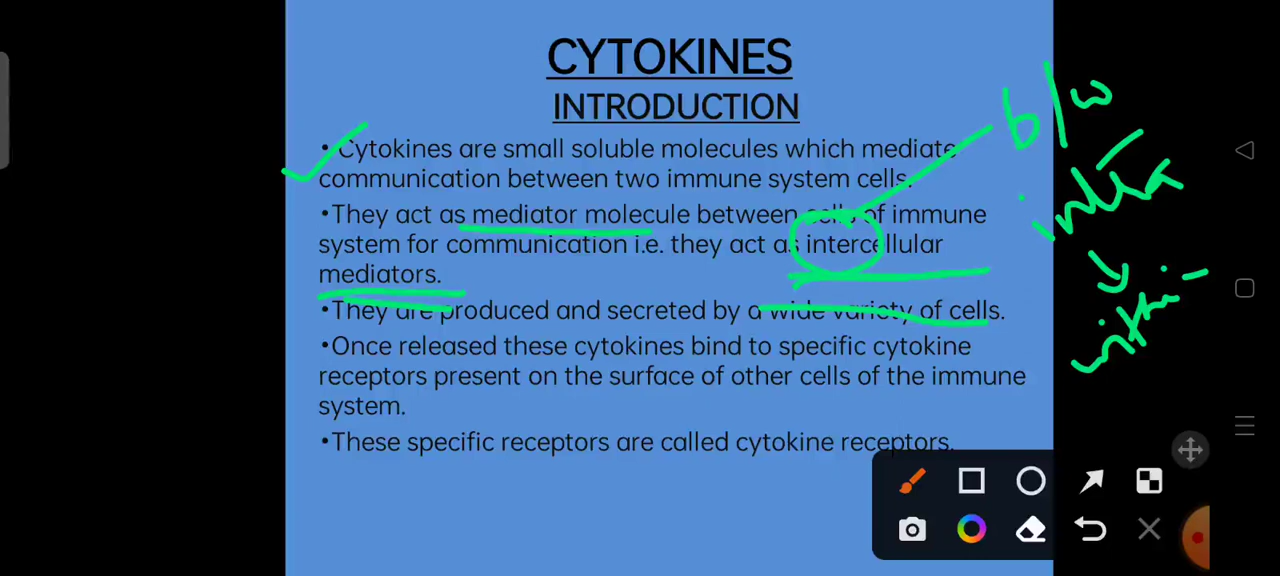 CYTOKINES
INTRODUCTION
• Cytokines are small soluble molecules which mediate
communication between two immune system cells.
•They act as mediator molecule between cells of immune
system for communication i.e. they act as intercellular
mediators.
•They are produced and secreted by a wide variety of cells.
•Once released these cytokines bind to specific cytokine
receptors present on the surface of other cells of the immune
system.
•These specific receptors are called cytokine receptors.
b/w
intra
within